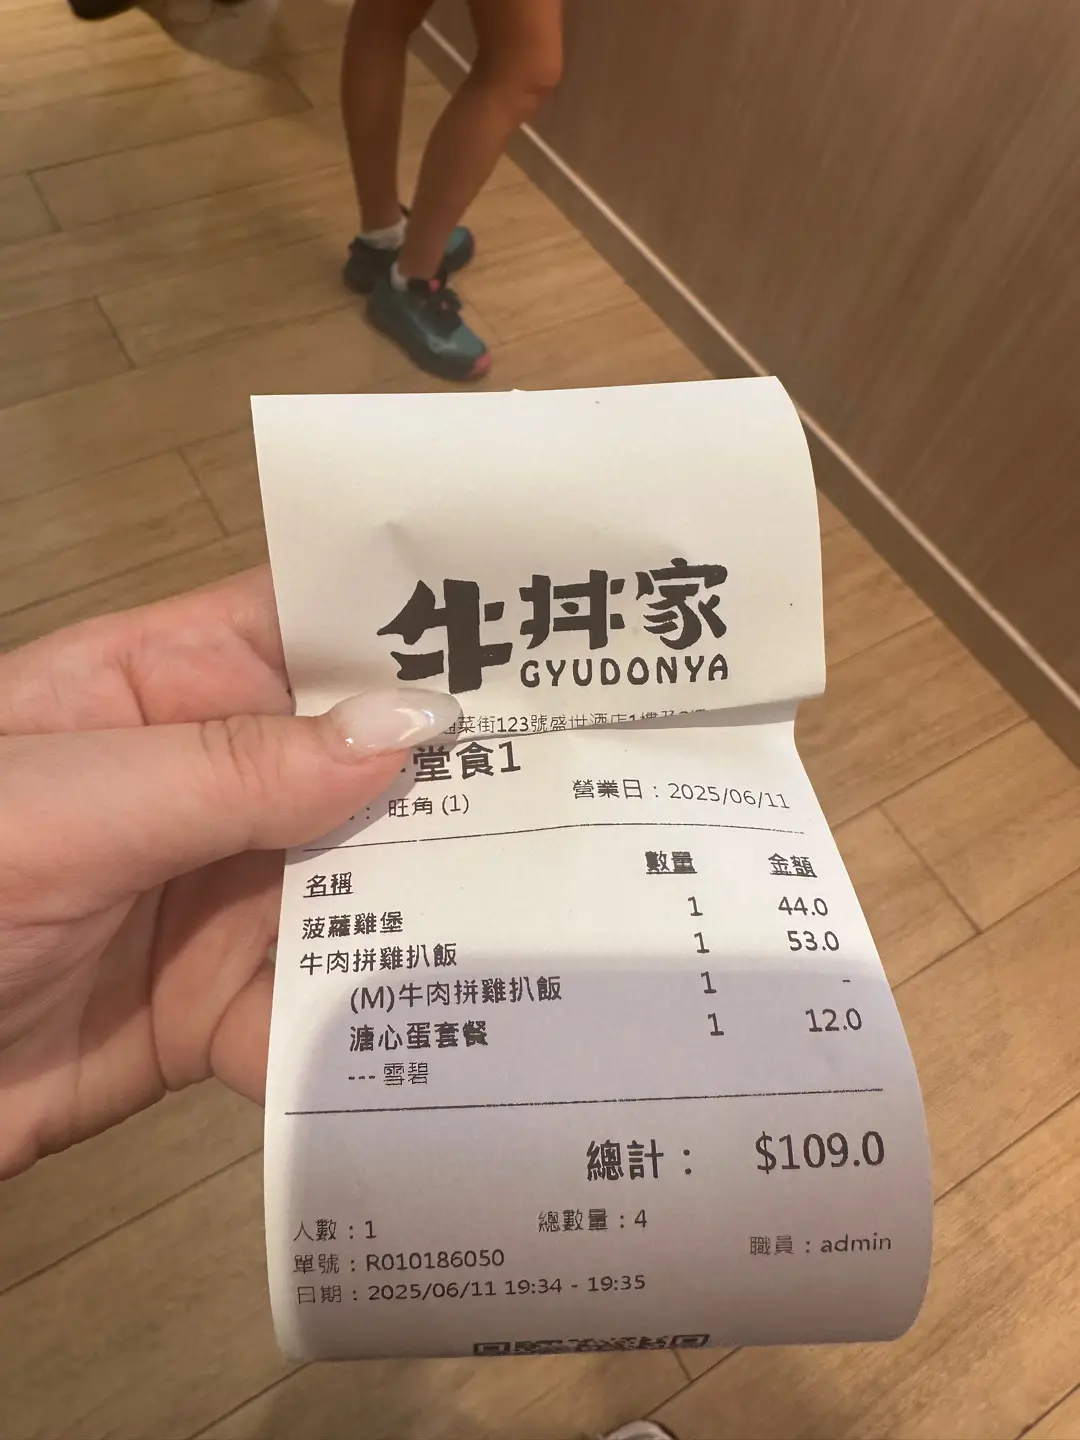 牛丼家
GYUDONYA
菜街123號盛世酒店1樓及2樓
堂食1
: 旺角 (1)
營業日 : 2025/06/11
名稱 數量 金額
菠蘿雞堡 1 44.0
牛肉拼雞扒飯 1 53.0
(M)牛肉拼雞扒飯 1 -
溏心蛋套餐 1 12.0
--- 雪碧
總計 : $109.0
人數 : 1 總數量 : 4
單號 : R010186050 職員 : admin
日期 : 2025/06/11 19:34 - 19:35